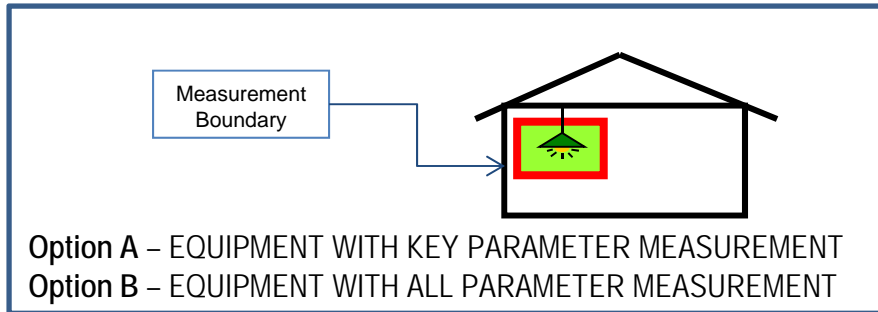 Measurement
Boundary
Option A – EQUIPMENT WITH KEY PARAMETER MEASUREMENT
Option B – EQUIPMENT WITH ALL PARAMETER MEASUREMENT